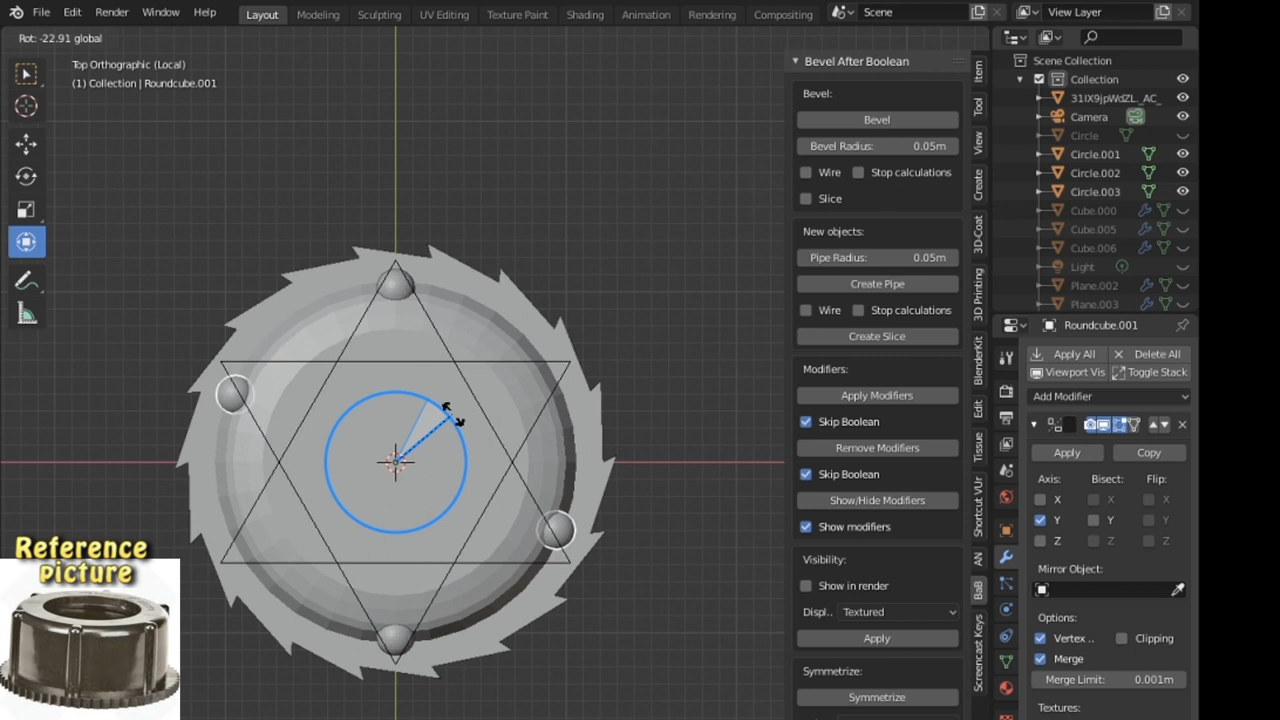 File Edit Render Window Help Layout Modeling Sculpting UV Editing Texture Paint Shading Animation Rendering Compositing Scene View Layer
Rot: -22.91 global
Top Orthographic (Local)
(1) Collection | Roundcube.001
Bevel After Boolean
Bevel:
Bevel
Bevel Radius: 0.05m
Wire Stop calculations
Slice
New objects:
Pipe Radius: 0.05m
Create Pipe
Wire Stop calculations
Create Slice
Modifiers:
Apply Modifiers
Skip Boolean
Remove Modifiers
Skip Boolean
Show/Hide Modifiers
Show modifiers
Visibility:
Show in render
Displ.. Textured
Apply
Symmetrize:
Symmetrize
Item
Tool
View
Create
3D-Coat
3D Printing
BlenderKit
Edit
Tissue
Shortcut VUr
AN
BaB
Screencast Keys
Scene Collection
Collection
31IX9jpWdZL._AC_
Camera
Circle
Circle.001
Circle.002
Circle.003
Cube.000
Cube.005
Cube.006
Light
Plane.002
Plane.003
Roundcube.001
Apply All Delete All
Viewport Vis Toggle Stack
Add Modifier
Apply Copy
Axis: Bisect: Flip:
X X X
Y Y Y
Z Z Z
Mirror Object:
Options:
Vertex .. Clipping
Merge
Merge Limit: 0.001m
Textures:
Reference
picture